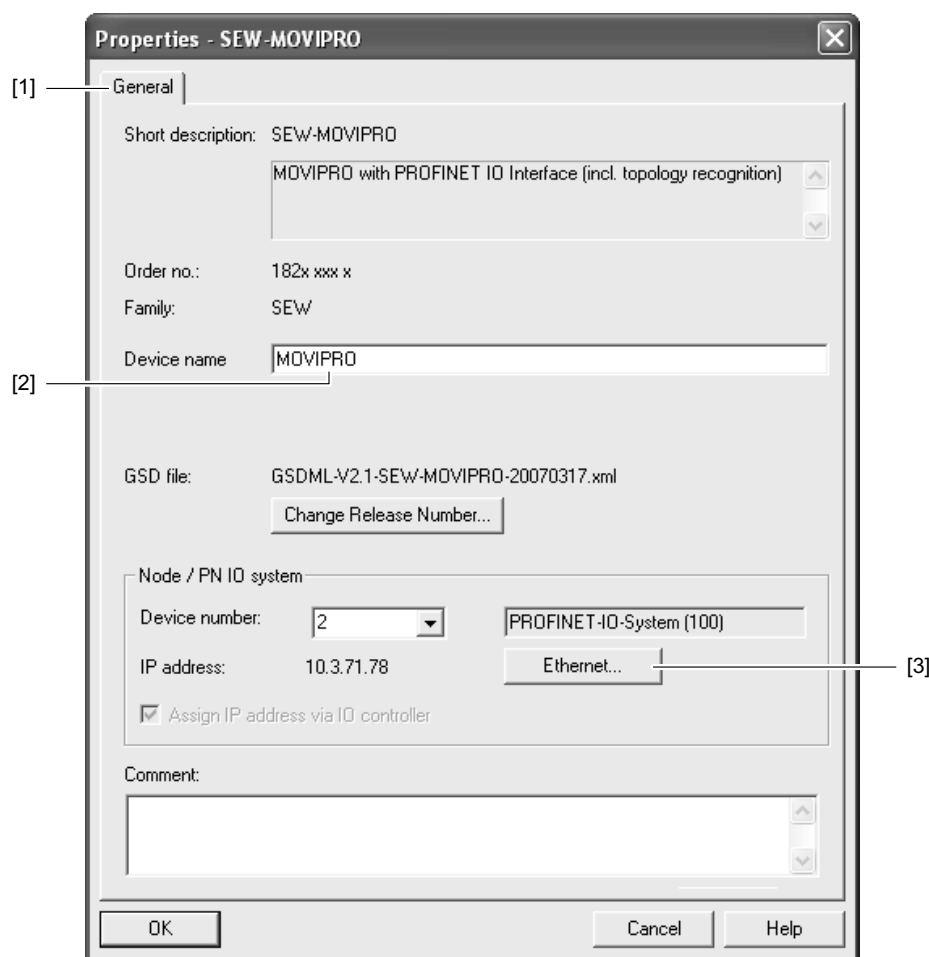 Properties - SEW-MOVIPRO
[1]
General
Short description: SEW-MOVIPRO
MOVIPRO with PROFINET IO Interface (incl. topology recognition)
Order no.: 182x xxx x
Family: SEW
Device name MOVIPRO
[2]
GSD file: GSDML-V2.1-SEW-MOVIPRO-20070317.xml
Change Release Number...
Node / PN IO system
Device number: 2 PROFINET-IO-System (100)
IP address: 10.3.71.78 Ethernet... [3]
Assign IP address via IO controller
Comment:
OK Cancel Help